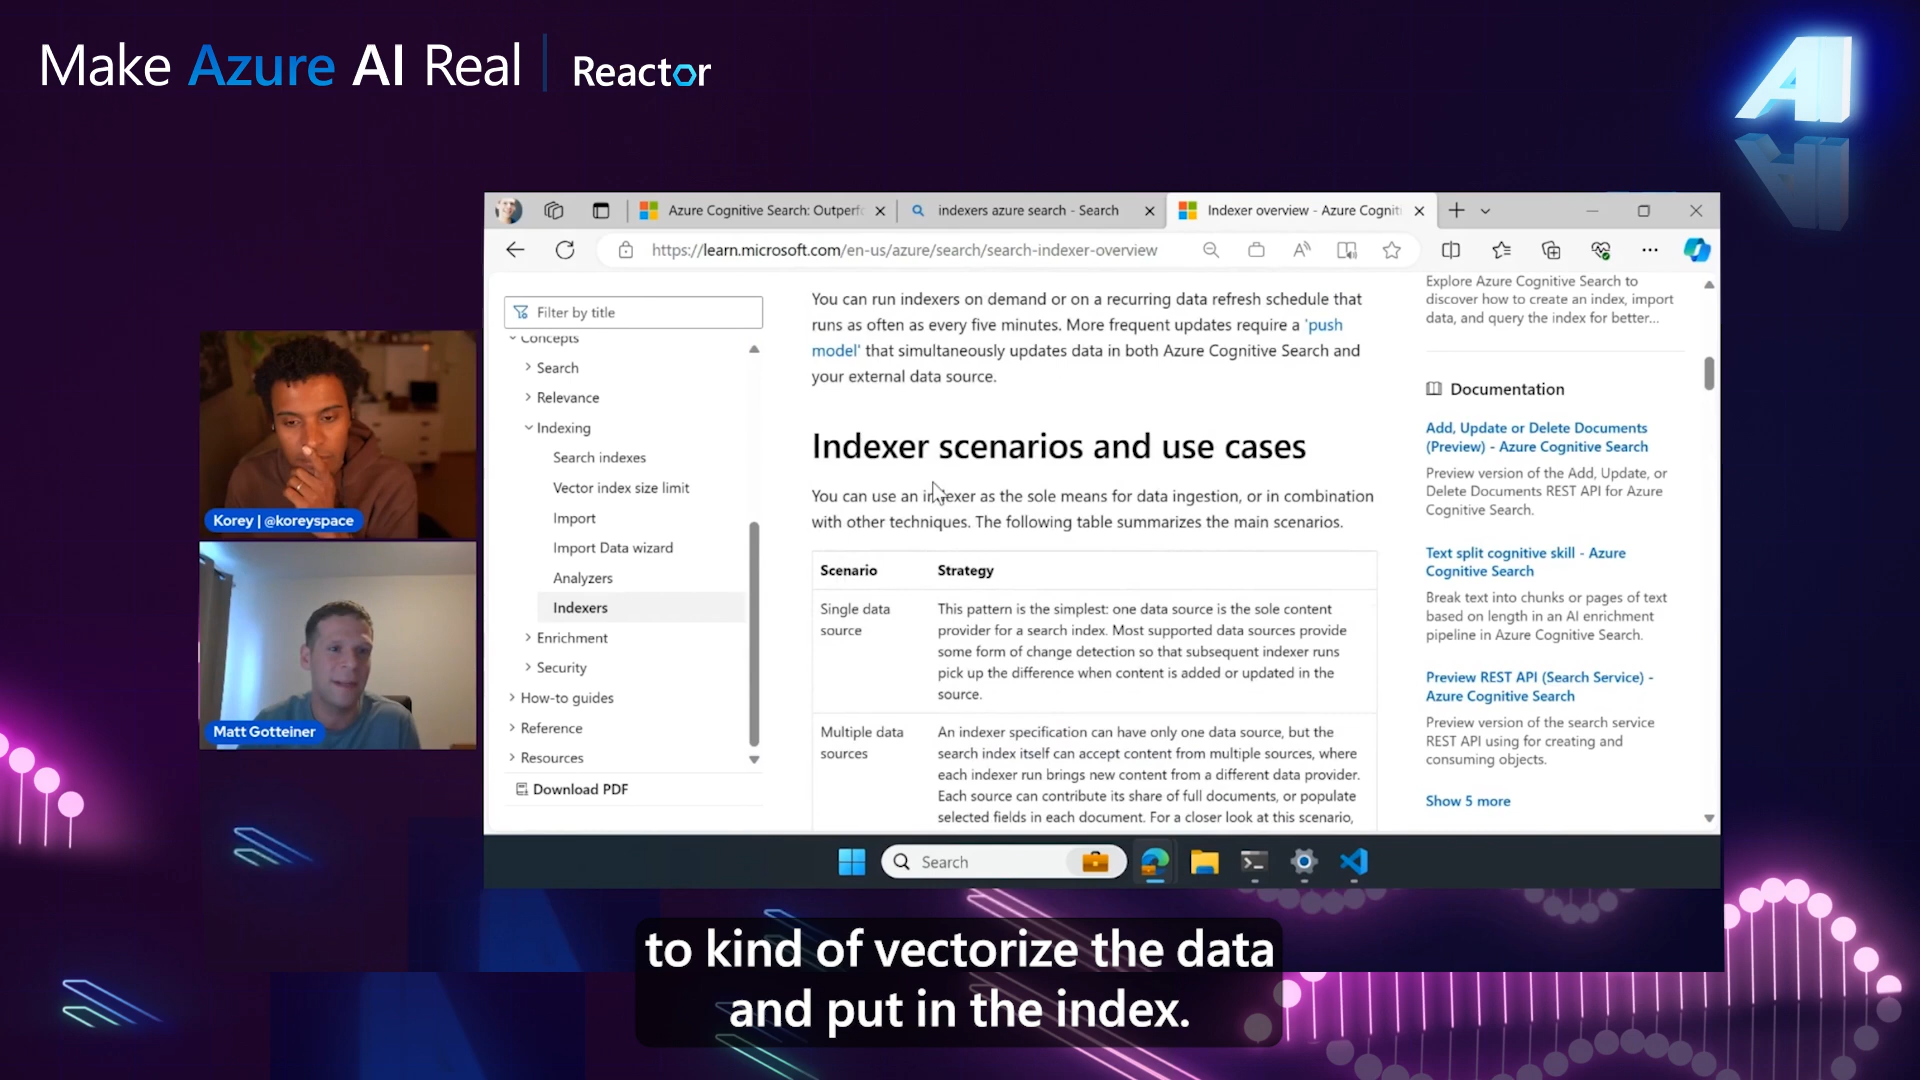 Make Azure AI Real | Reactor
AI
Azure Cognitive Search: Outperfo
indexers azure search - Search
Indexer overview - Azure Cogniti
https://learn.microsoft.com/en-us/azure/search/search-indexer-overview
Filter by title
Concepts
Search
Relevance
Indexing
Search indexes
Vector index size limit
Import
Import Data wizard
Analyzers
Indexers
Enrichment
Security
How-to guides
Reference
Resources
Download PDF
You can run indexers on demand or on a recurring data refresh schedule that
runs as often as every five minutes. More frequent updates require a 'push
model' that simultaneously updates data in both Azure Cognitive Search and
your external data source.
Indexer scenarios and use cases
You can use an indexer as the sole means for data ingestion, or in combination
with other techniques. The following table summarizes the main scenarios.
Scenario Strategy
Single data
source
This pattern is the simplest: one data source is the sole content
provider for a search index. Most supported data sources provide
some form of change detection so that subsequent indexer runs
pick up the difference when content is added or updated in the
source.
Multiple data
sources
An indexer specification can have only one data source, but the
search index itself can accept content from multiple sources, where
each indexer run brings new content from a different data provider.
Each source can contribute its share of full documents, or populate
selected fields in each document. For a closer look at this scenario,
Explore Azure Cognitive Search to
discover how to create an index, import
data, and query the index for better...
Documentation
Add, Update or Delete Documents
(Preview) - Azure Cognitive Search
Preview version of the Add, Update, or
Delete Documents REST API for Azure
Cognitive Search.
Text split cognitive skill - Azure
Cognitive Search
Break text into chunks or pages of text
based on length in an AI enrichment
pipeline in Azure Cognitive Search.
Preview REST API (Search Service) -
Azure Cognitive Search
Preview version of the search service
REST API using for creating and
consuming objects.
Show 5 more
Korey | @koreyspace
Matt Gotteiner
Search
to kind of vectorize the data
and put in the index.